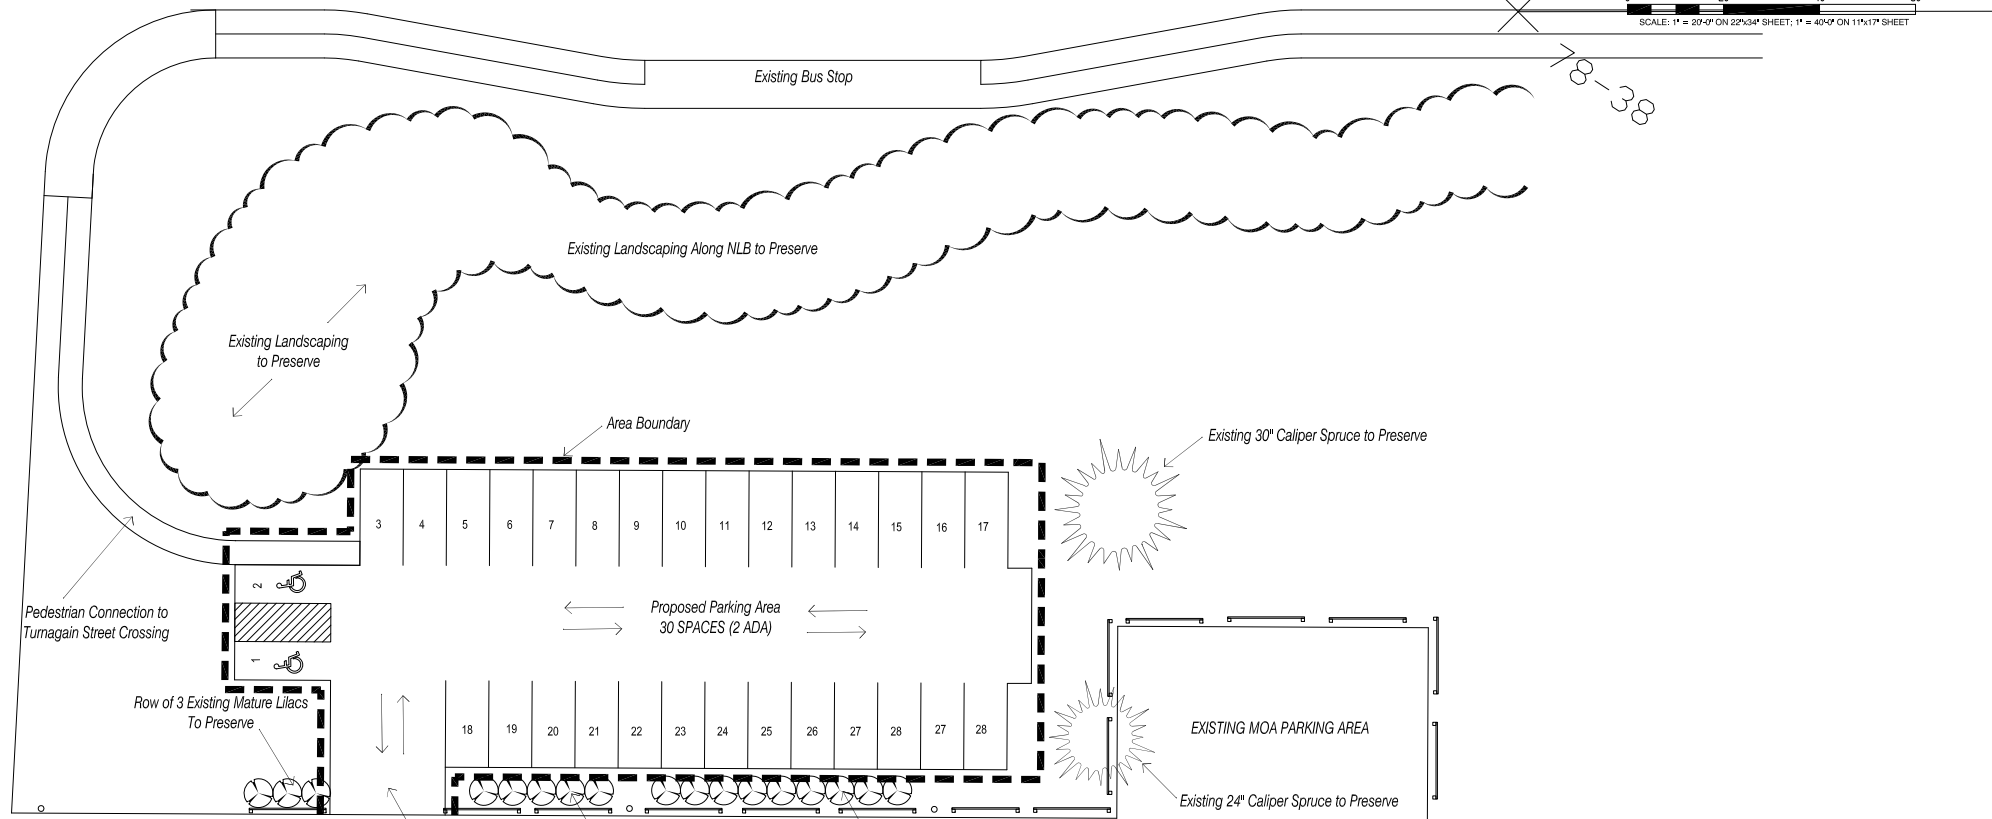 SCALE: 1" = 20'-0" ON 22"x34" SHEET; 1" = 40'-0" ON 11"x17" SHEET
Existing Bus Stop
8-38
Existing Landscaping Along NLB to Preserve
Existing Landscaping
to Preserve
Area Boundary
Existing 30" Caliper Spruce to Preserve
3 4 5 6 7 8 9 10 11 12 13 14 15 16 17
2
Pedestrian Connection to
Turnagain Street Crossing
Proposed Parking Area
30 SPACES (2 ADA)
1
Row of 3 Existing Mature Lilacs
To Preserve
18 19 20 21 22 23 24 25 26 27 28 27 28
EXISTING MOA PARKING AREA
Existing 24" Caliper Spruce to Preserve